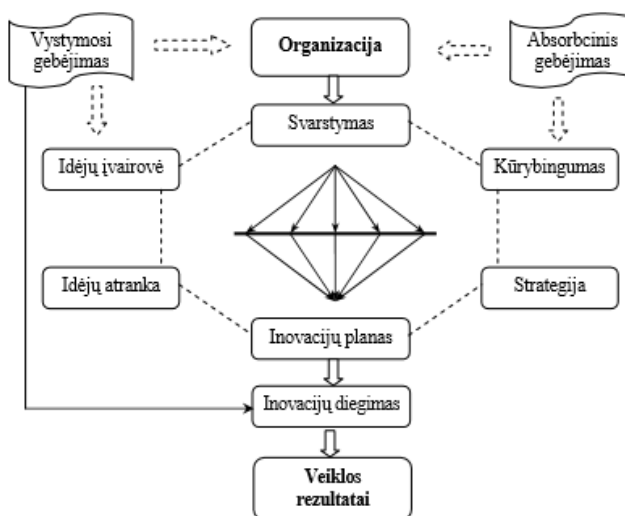 Vystymosi
gebėjimas
Organizacija
Absorbcinis
gebėjimas
Svarstymas
Idėjų įvairovė
Kūrybingumas
Idėjų atranka
Strategija
Inovacijų planas
Inovacijų diegimas
Veiklos
rezultatai